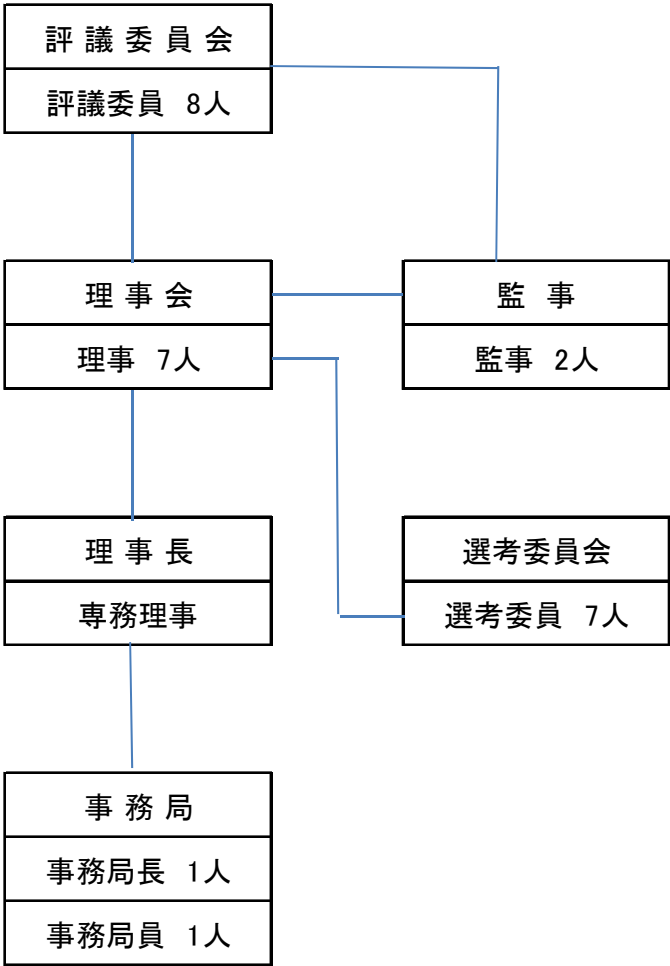 評議委員会
評議委員 8人
理事会
理事 7人
監事
監事 2人
理事長
専務理事
選考委員会
選考委員 7人
事務局
事務局長 1人
事務局員 1人